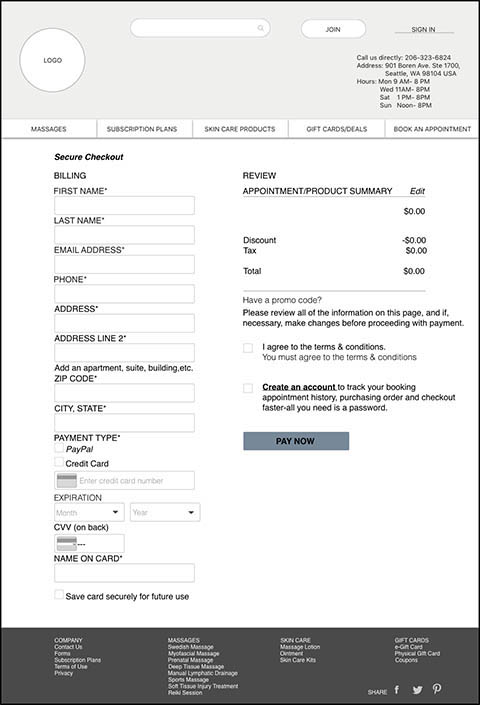 LOGO
JOIN
SIGN IN
Call us directly: 206-323-6824
Address: 901 Boren Ave. Ste 1700,
Seattle, WA 98104 USA
Hours: Mon 9 AM- 8 PM
Wed 11AM- 8PM
Sat 1 PM- 8PM
Sun Noon- 8PM
MASSAGES
SUBSCRIPTION PLANS
SKIN CARE PRODUCTS
GIFT CARDS/DEALS
BOOK AN APPOINTMENT
Secure Checkout
BILLING
FIRST NAME*
LAST NAME*
EMAIL ADDRESS*
PHONE*
ADDRESS*
ADDRESS LINE 2*
Add an apartment, suite, building,etc.
ZIP CODE*
CITY, STATE*
PAYMENT TYPE*
PayPal
Credit Card
Enter credit card number
EXPIRATION
Month
Year
CVV (on back)
---
NAME ON CARD*
Save card securely for future use
REVIEW
APPOINTMENT/PRODUCT SUMMARY Edit
$0.00
Discount -$0.00
Tax $0.00
Total $0.00
Have a promo code?
Please review all of the information on this page, and if,
necessary, make changes before proceeding with payment.
I agree to the terms & conditions.
You must agree to the terms & conditions
Create an account to track your booking
appointment history, purchasing order and checkout
faster-all you need is a password.
PAY NOW
COMPANY
Contact Us
Forms
Subscription Plans
Terms of Use
Privacy
MASSAGES
Swedish Massage
Myofascial Massage
Prenatal Massage
Deep Tissue Massage
Manual Lymphatic Drainage
Sports Massage
Soft Tissue Injury Treatment
Reiki Session
SKIN CARE
Massage Lotion
Ointment
Skin Care Kits
GIFT CARDS
e-Gift Card
Physical Gift Card
Coupons
SHARE